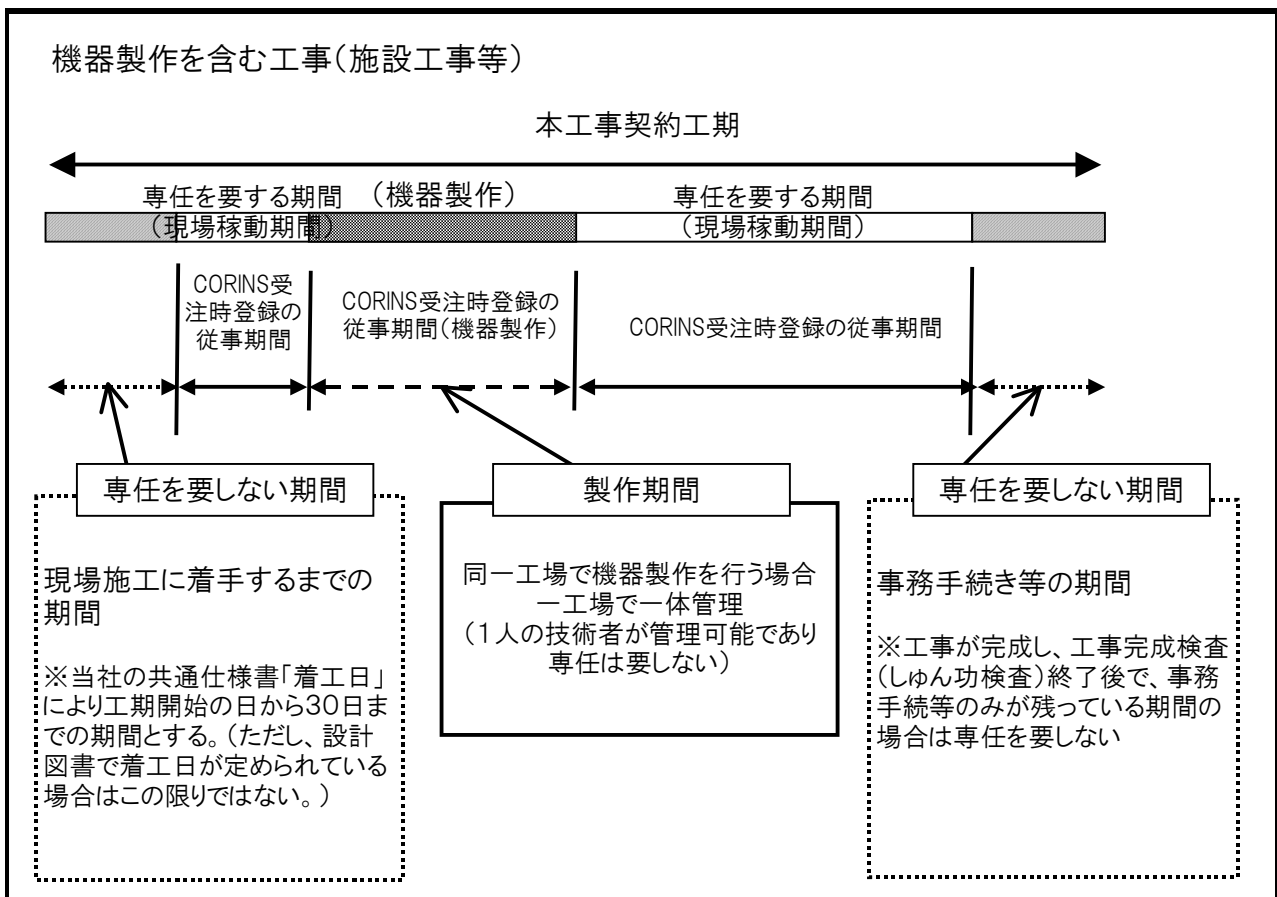 機器製作を含む工事(施設工事等)
本工事契約工期
専任を要する期間
(現場稼動期間)
(機器製作)
専任を要する期間
(現場稼動期間)
CORINS受
注時登録の
従事期間
CORINS受注時登録の
従事期間(機器製作)
CORINS受注時登録の従事期間
専任を要しない期間
現場施工に着手するまでの
期間
※当社の共通仕様書「着工日」
により工期開始の日から30日ま
での期間とする。(ただし、設計
図書で着工日が定められている
場合はこの限りではない。)
製作期間
同一工場で機器製作を行う場合
一工場で一体管理
(1人の技術者が管理可能であり
専任は要しない)
専任を要しない期間
事務手続き等の期間
※工事が完成し、工事完成検査
(しゅん功検査)終了後で、事務
手続等のみが残っている期間の
場合は専任を要しない